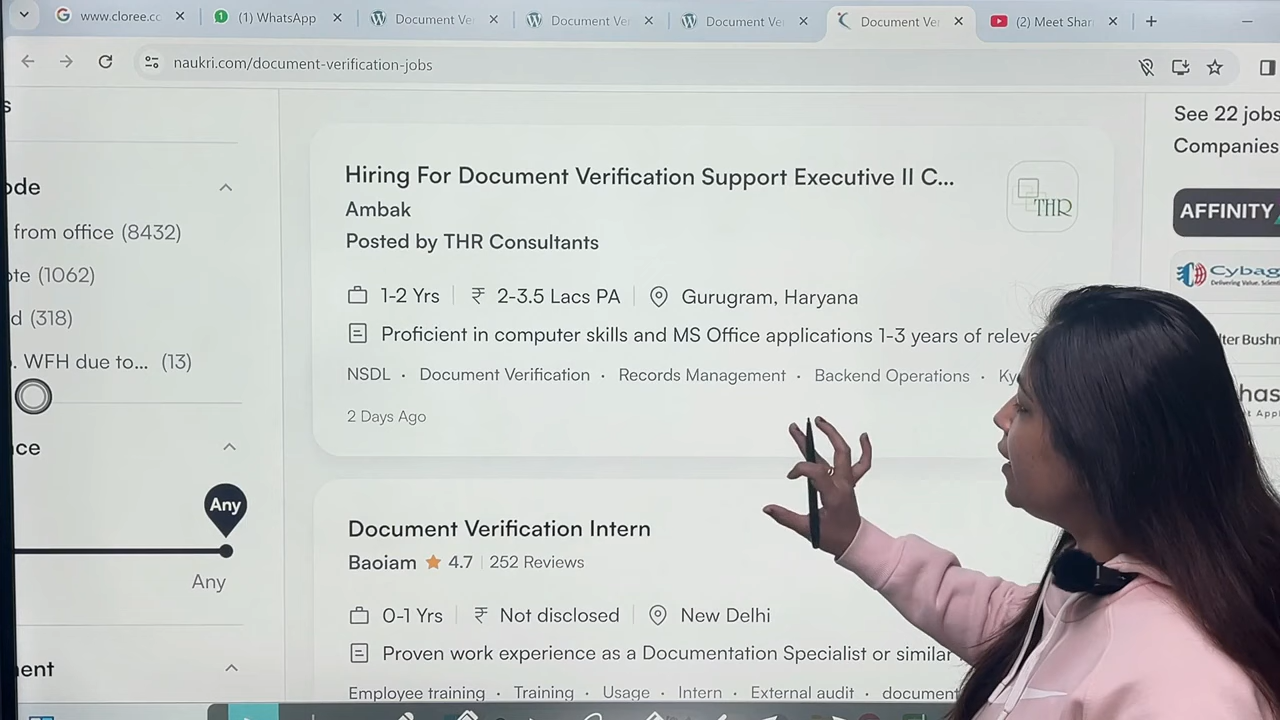 www.cloree.cc
(1) WhatsApp
Document Ve
Document Ve
Document Ve
Document Ve
(2) Meet Shar
naukri.com/document-verification-jobs
s
ode
from office (8432)
ote (1062)
d (318)
. WFH due to... (13)
ce
Any
Any
ent
Hiring For Document Verification Support Executive II C...
Ambak
Posted by THR Consultants
THR
1-2 Yrs
₹ 2-3.5 Lacs PA
Gurugram, Haryana
Proficient in computer skills and MS Office applications 1-3 years of releva
NSDL · Document Verification · Records Management · Backend Operations · Ky
2 Days Ago
Document Verification Intern
Baoiam 4.7 252 Reviews
0-1 Yrs
₹ Not disclosed
New Delhi
Proven work experience as a Documentation Specialist or similar
Employee training · Training · Usage · Intern · External audit · document
See 22 jobs
Companies
AFFINITY
Cybag
lter Bushn
has
t Appl